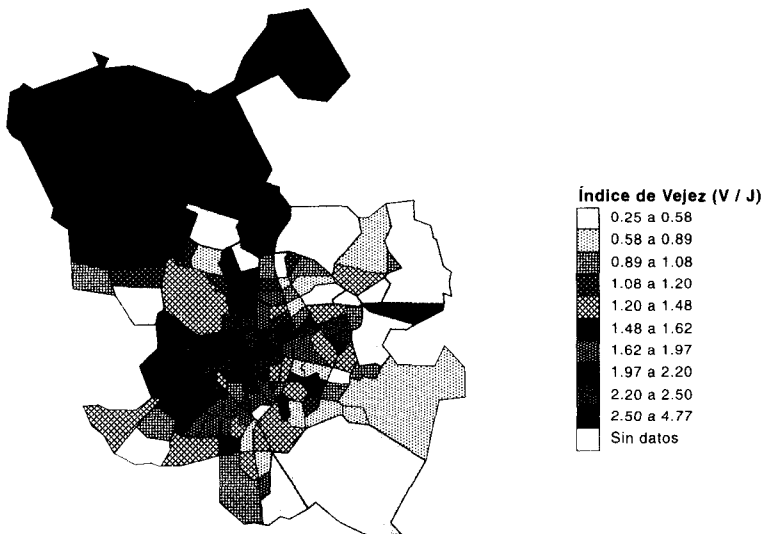 Índice de Vejez (V / J)
0.25 a 0.58
0.58 a 0.89
0.89 a 1.08
1.08 a 1.20
1.20 a 1.48
1.48 a 1.62
1.62 a 1.97
1.97 a 2.20
2.20 a 2.50
2.50 a 4.77
Sin datos